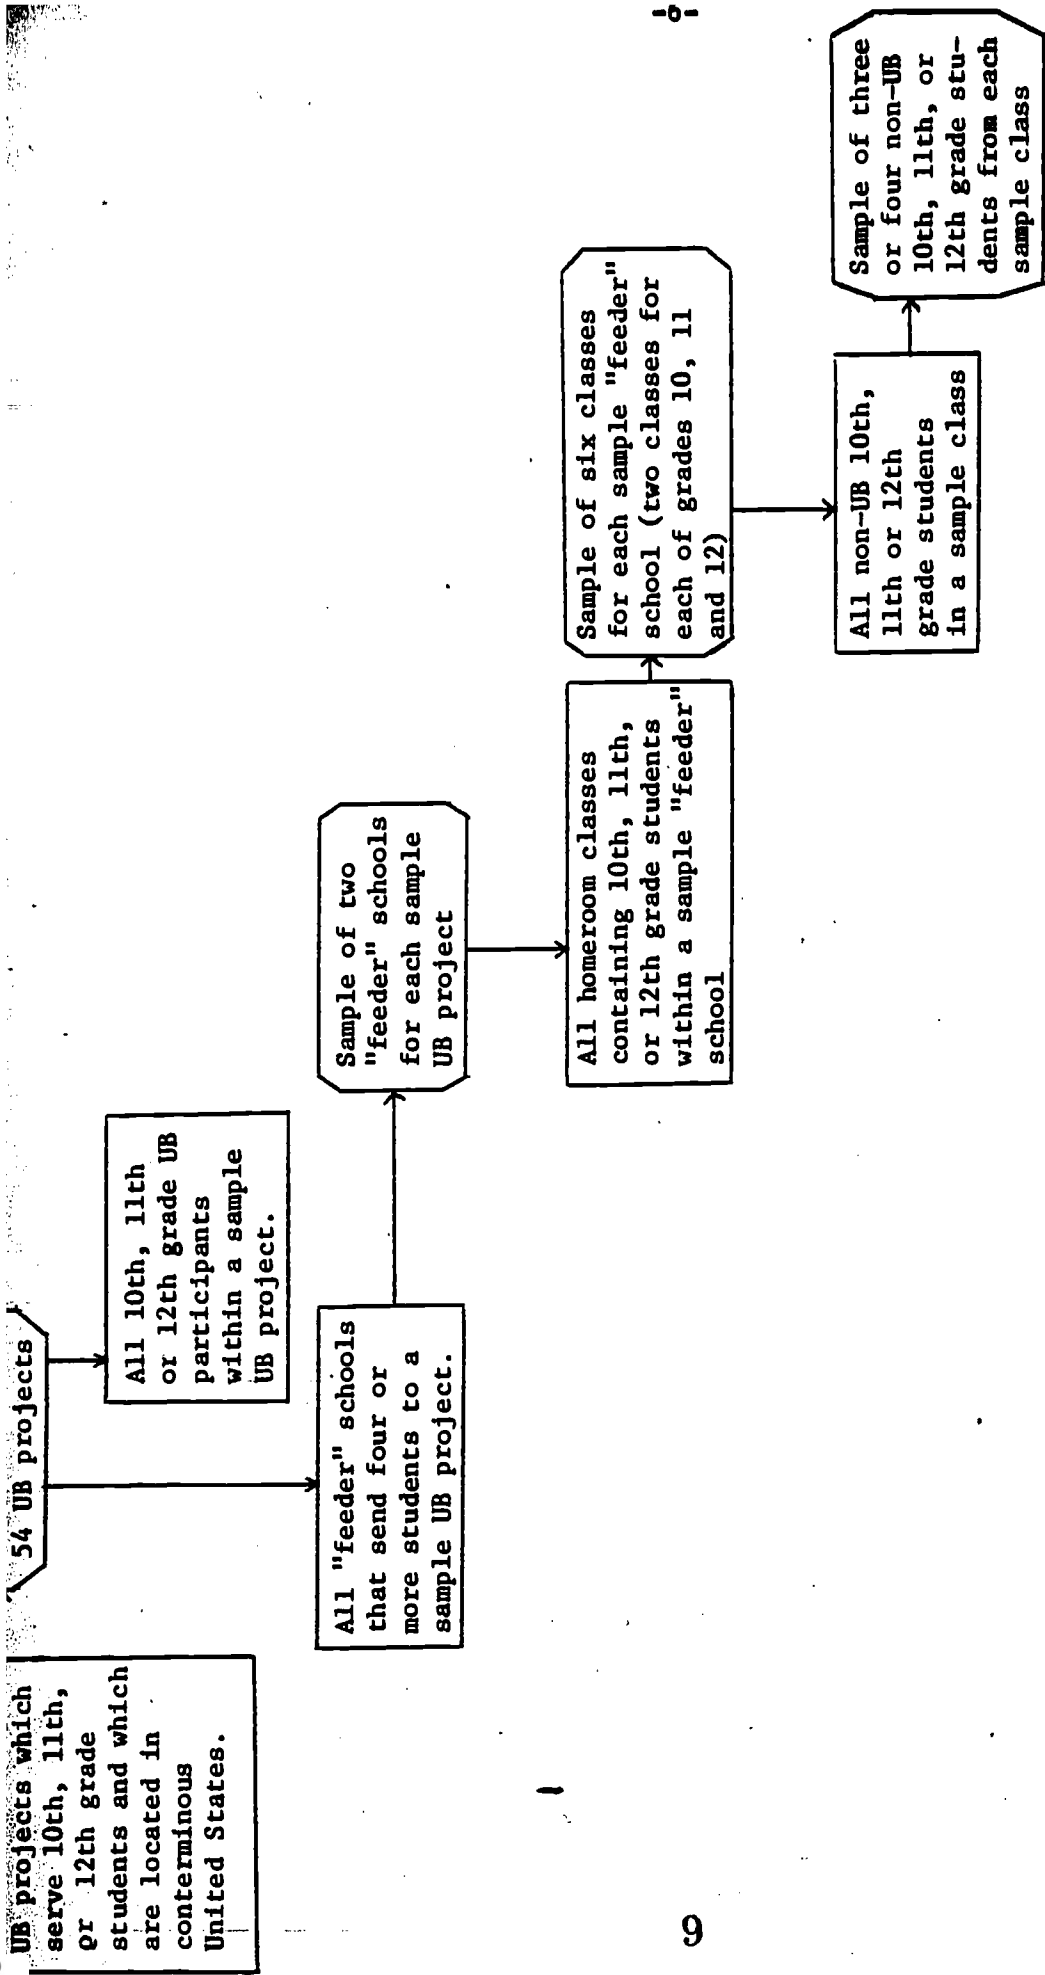 UB projects which
serve 10th, 11th,
or 12th grade
students and which
are located in
conterminous
United States.
54 UB projects
All 10th, 11th
or 12th grade UB
participants
within a sample
UB project.
All "feeder" schools
that send four or
more students to a
sample UB project.
Sample of two
"feeder" schools
for each sample
UB project
All homeroom classes
containing 10th, 11th,
or 12th grade students
within a sample "feeder"
school
Sample of six classes
for each sample "feeder"
school (two classes for
each of grades 10, 11
and 12)
All non-UB 10th,
11th or 12th
grade students
in a sample class
Sample of three
or four non-UB
10th, 11th, or
12th grade stu-
dents from each
sample class
9